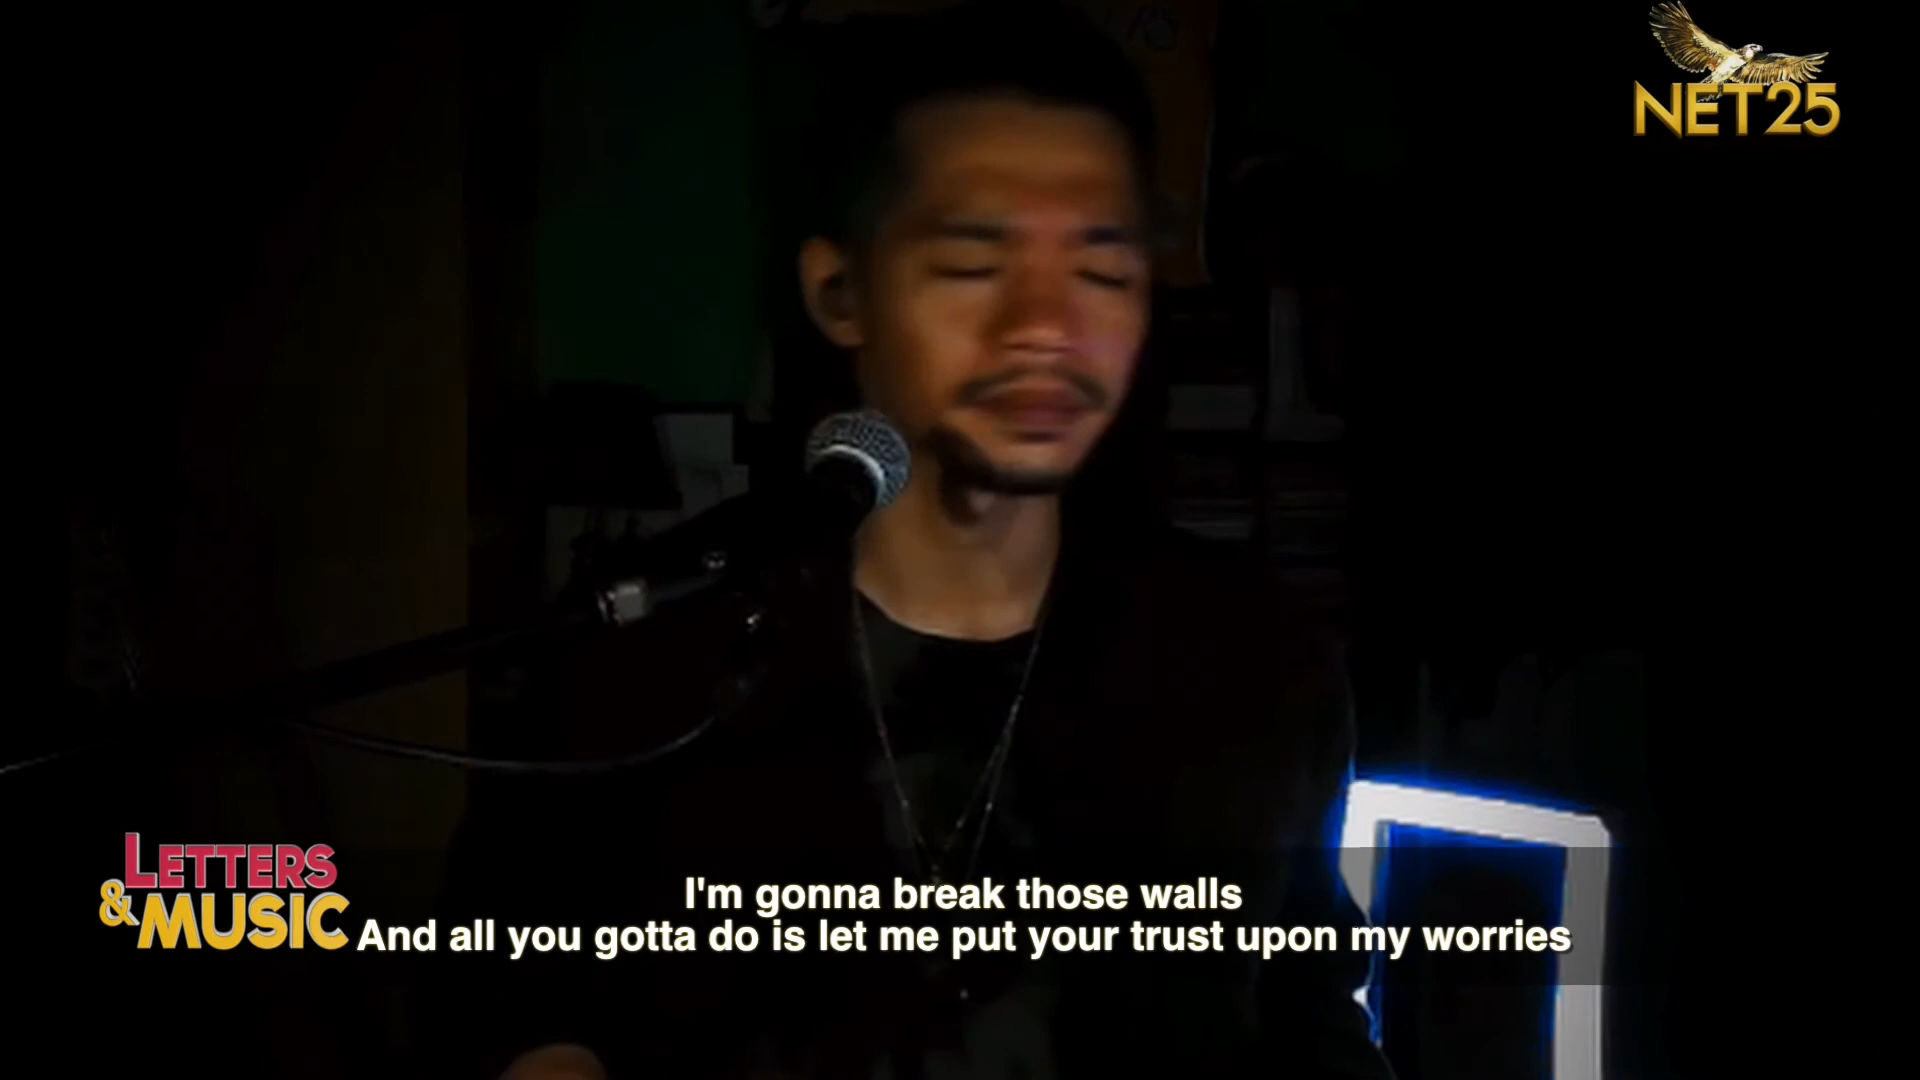 NET25
LETTERS
& MUSIC
I'm gonna break those walls
And all you gotta do is let me put your trust upon my worries